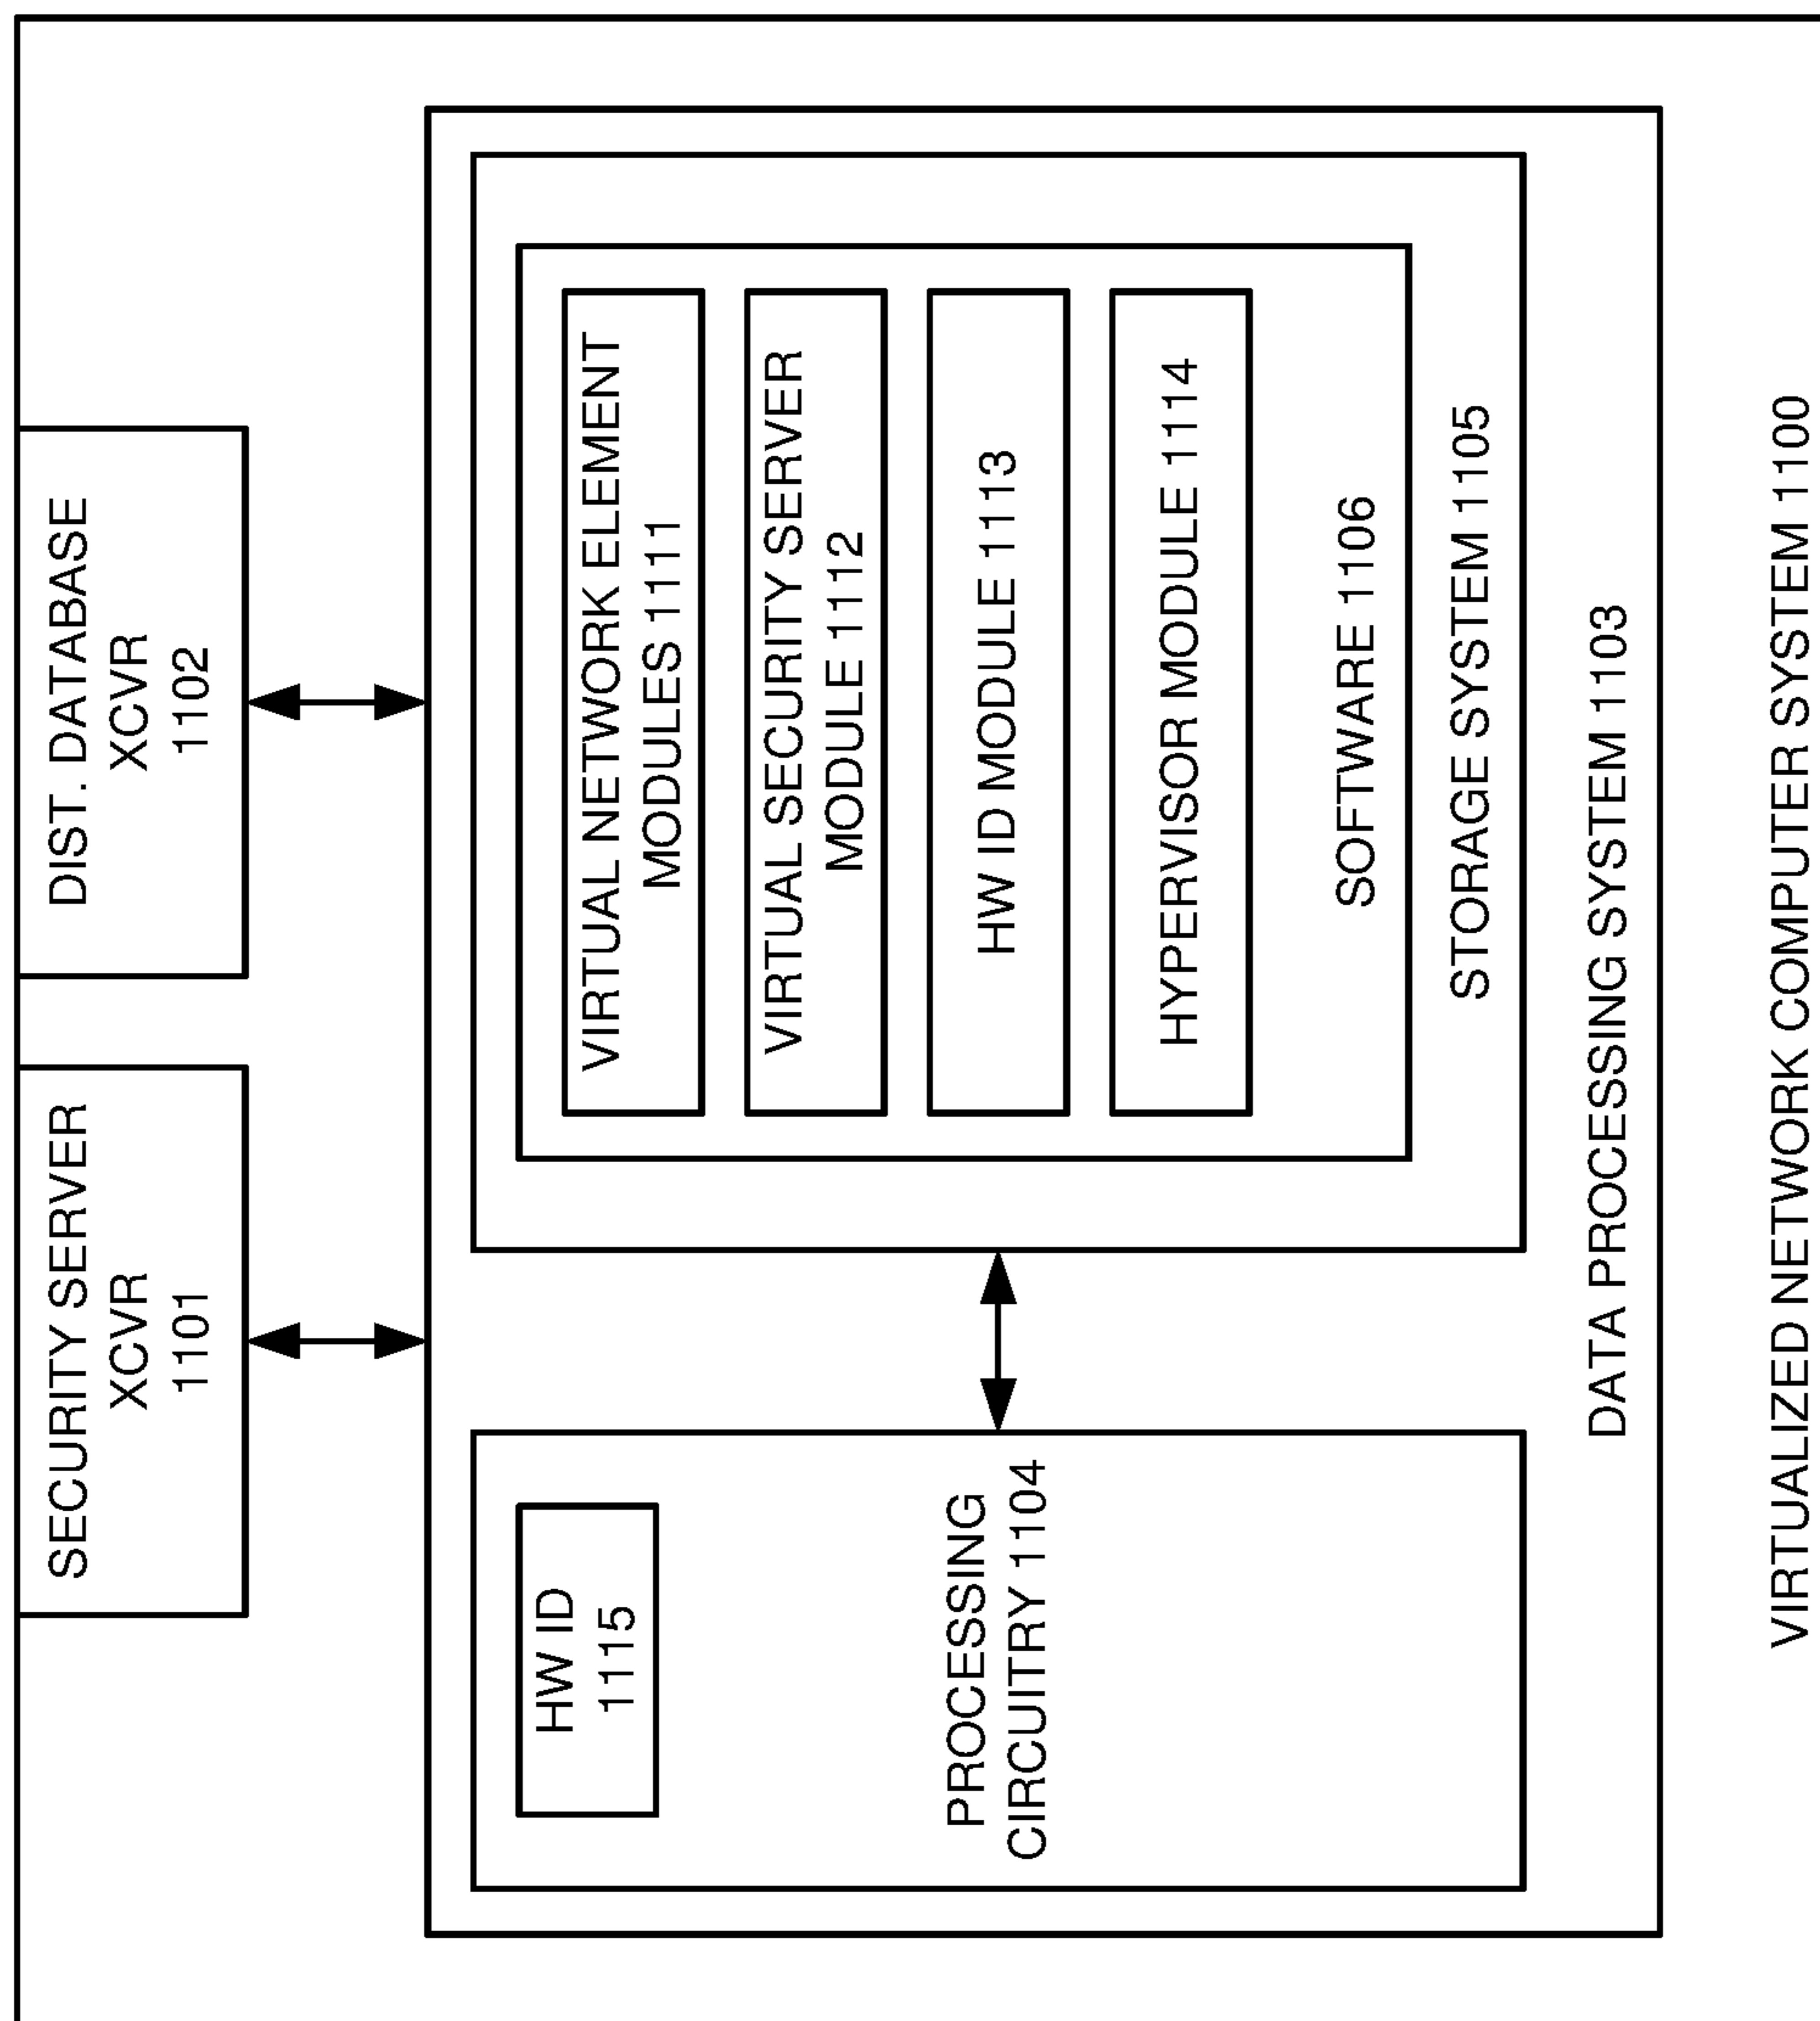 SECURITY SERVER
XCVR
1101
DIST. DATABASE
XCVR
1102
HW ID
1115
PROCESSING
CIRCUITRY 1104
VIRTUAL NETWORK ELEMENT
MODULES 1111
VIRTUAL SECURITY SERVER
MODULE 1112
HW ID MODULE 1113
HYPERVISOR MODULE 1114
SOFTWARE 1106
STORAGE SYSTEM 1105
DATA PROCESSING SYSTEM 1103
VIRTUALIZED NETWORK COMPUTER SYSTEM 1100